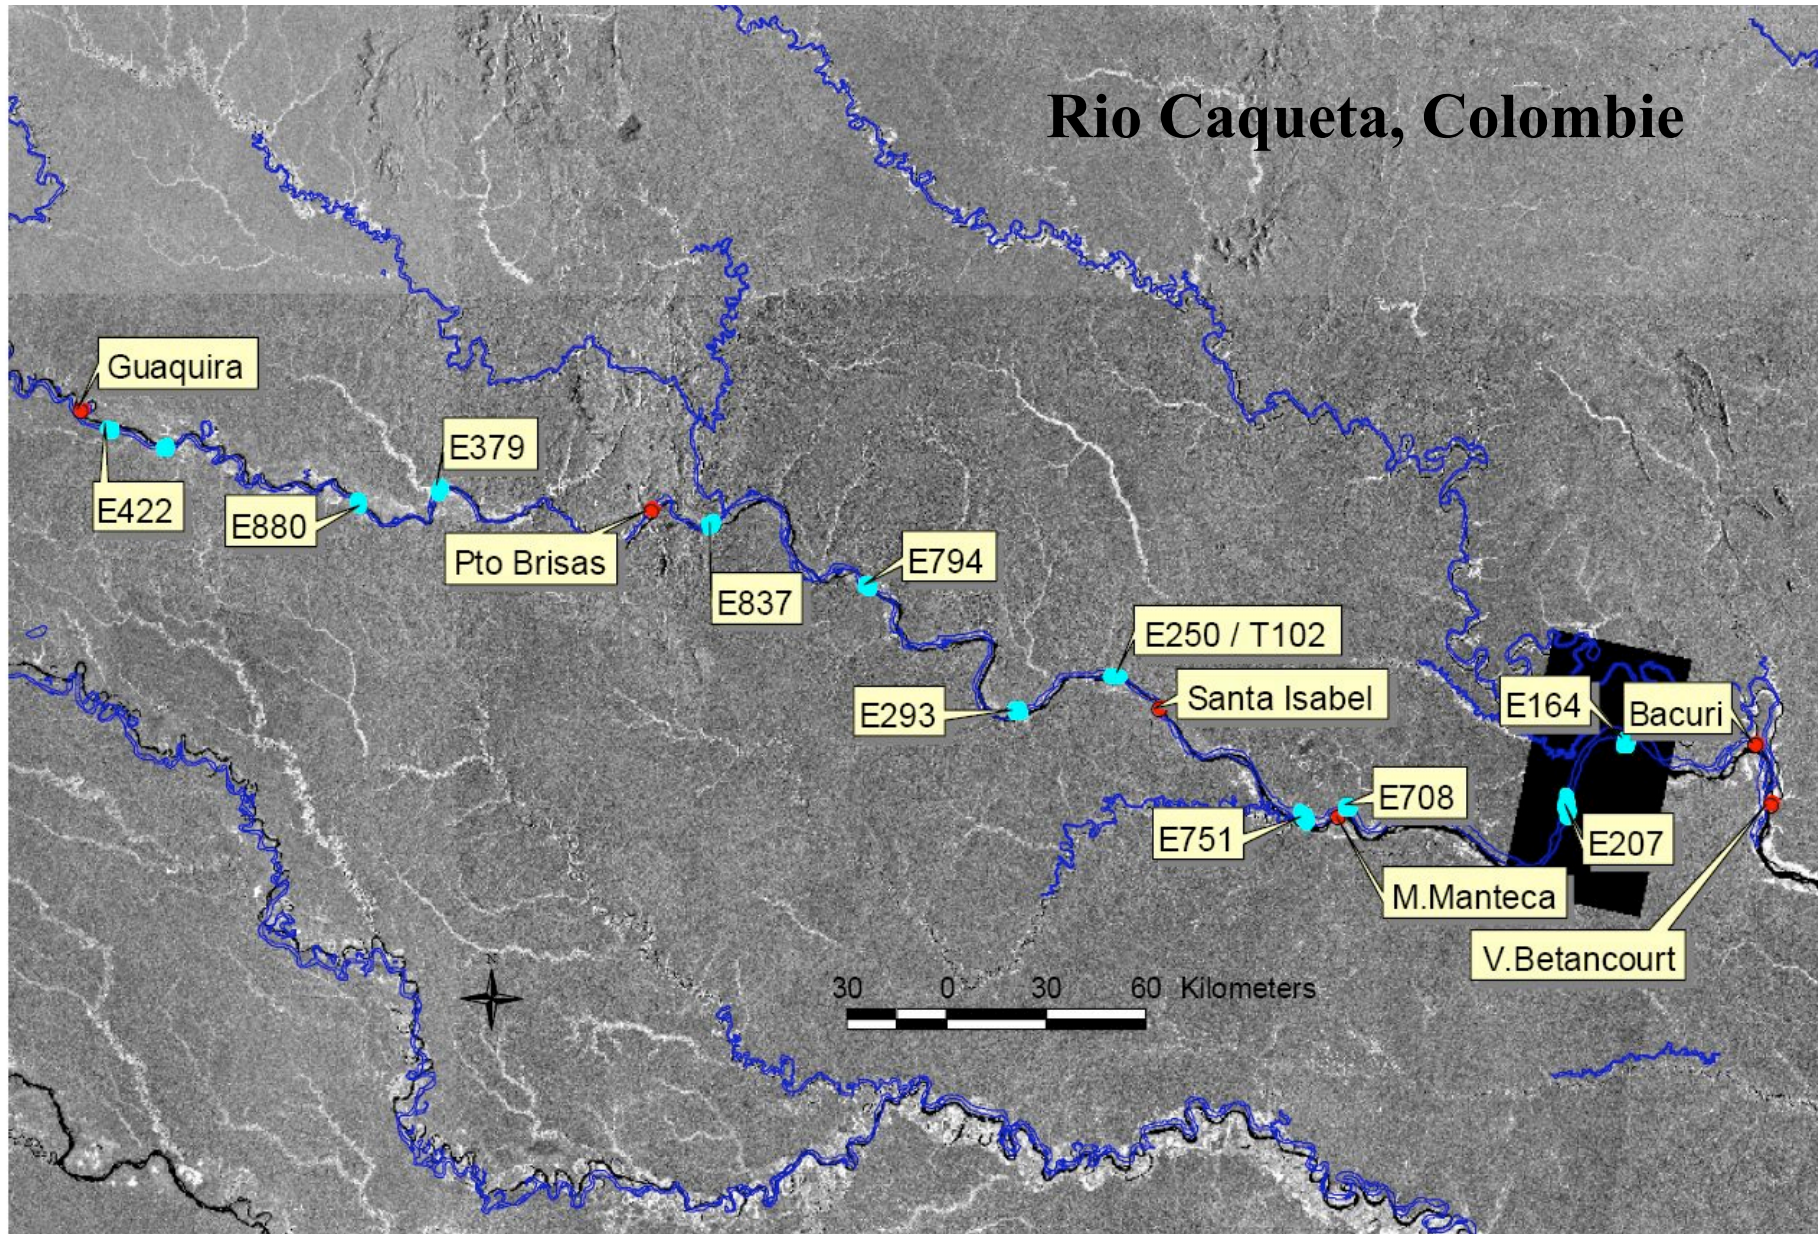 Rio Caqueta, Colombie
Guaquira
E379
E422
E880
Pto Brisas
E794
E837
E250 / T102
Santa Isabel
E293
E164
Bacuri
E708
E751
E207
M.Manteca
V.Betancourt
N
30 0 30 60 Kilometers